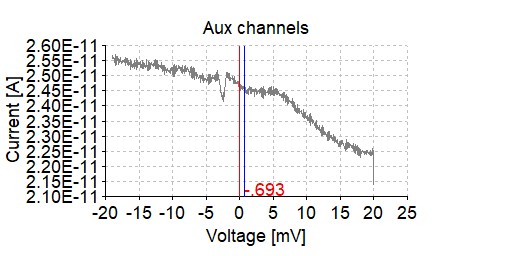 Aux channels
2.60E-11
2.55E-11
2.50E-11
2.45E-11
2.40E-11
2.35E-11
2.30E-11
2.25E-11
2.20E-11
2.15E-11
2.10E-11
Current [A]
-.693
-20 -15 -10 -5 0 5 10 15 20 25
Voltage [mV]